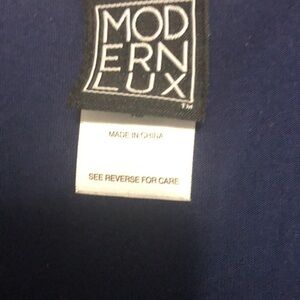 MOD
ERN
LUX
TM
MADE IN CHINA
SEE REVERSE FOR CARE